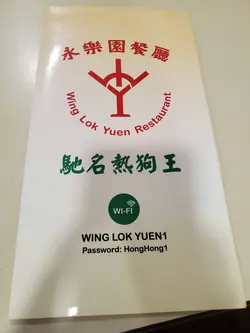 永樂園餐廳
Wing Lok Yuen Restaurant
馳名熱狗王
WI-FI
WING LOK YUEN1
Password: HongHong1